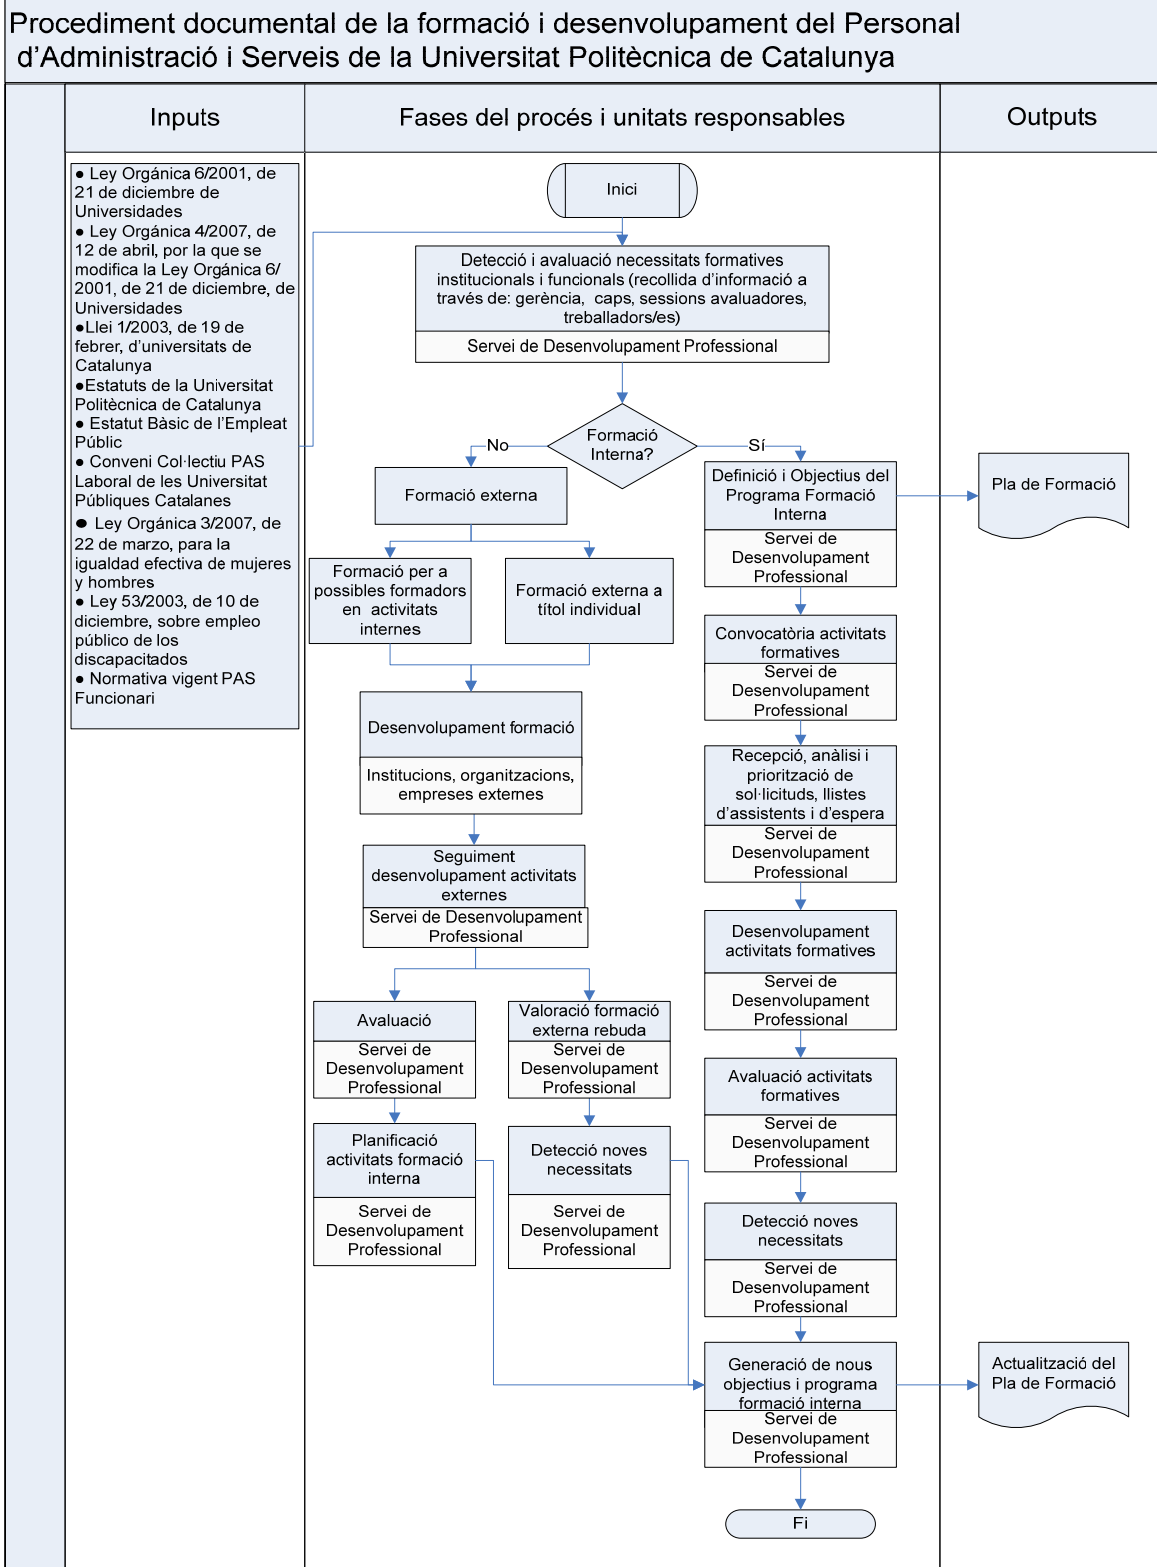 Procediment documental de la formació i desenvolupament del Personal
d'Administració i Serveis de la Universitat Politècnica de Catalunya
Inputs
Fases del procés i unitats responsables
Outputs
● Ley Orgánica 6/2001, de
21 de diciembre de
Universidades
● Ley Orgánica 4/2007, de
12 de abril, por la que se
modifica la Ley Orgánica 6/
2001, de 21 de diciembre, de
Universidades
●Llei 1/2003, de 19 de
febrer, d'universitats de
Catalunya
●Estatuts de la Universitat
Politècnica de Catalunya
● Estatut Bàsic de l'Empleat
Públic
● Conveni Col·lectiu PAS
Laboral de les Universitat
Públiques Catalanes
● Ley Orgánica 3/2007, de
22 de marzo, para la
igualdad efectiva de mujeres
y hombres
● Ley 53/2003, de 10 de
diciembre, sobre empleo
público de los
discapacitados
● Normativa vigent PAS
Funcionari
Inici
Detecció i avaluació necessitats formatives
institucionals i funcionals (recollida d'informació a
través de: gerència, caps, sessions avaluadores,
treballadors/es)
Servei de Desenvolupament Professional
Formació
Interna?
No
Sí
Formació externa
Formació per a
possibles formadors
en activitats
internes
Formació externa a
títol individual
Desenvolupament formació
Institucions, organitzacions,
empreses externes
Seguiment
desenvolupament activitats
externes
Servei de Desenvolupament
Professional
Avaluació
Servei de
Desenvolupament
Professional
Valoració formació
externa rebuda
Servei de
Desenvolupament
Professional
Planificació
activitats formació
interna
Servei de
Desenvolupament
Professional
Detecció noves
necessitats
Servei de
Desenvolupament
Professional
Definició i Objectius del
Programa Formació
Interna
Servei de
Desenvolupament
Professional
Convocatòria activitats
formatives
Servei de
Desenvolupament
Professional
Recepció, anàlisi i
priorització de
sol·licituds, llistes
d'assistents i d'espera
Servei de
Desenvolupament
Professional
Desenvolupament
activitats formatives
Servei de
Desenvolupament
Professional
Avaluació activitats
formatives
Servei de
Desenvolupament
Professional
Detecció noves
necessitats
Servei de
Desenvolupament
Professional
Generació de nous
objectius i programa
formació interna
Servei de
Desenvolupament
Professional
Fi
Pla de Formació
Actualització del
Pla de Formació